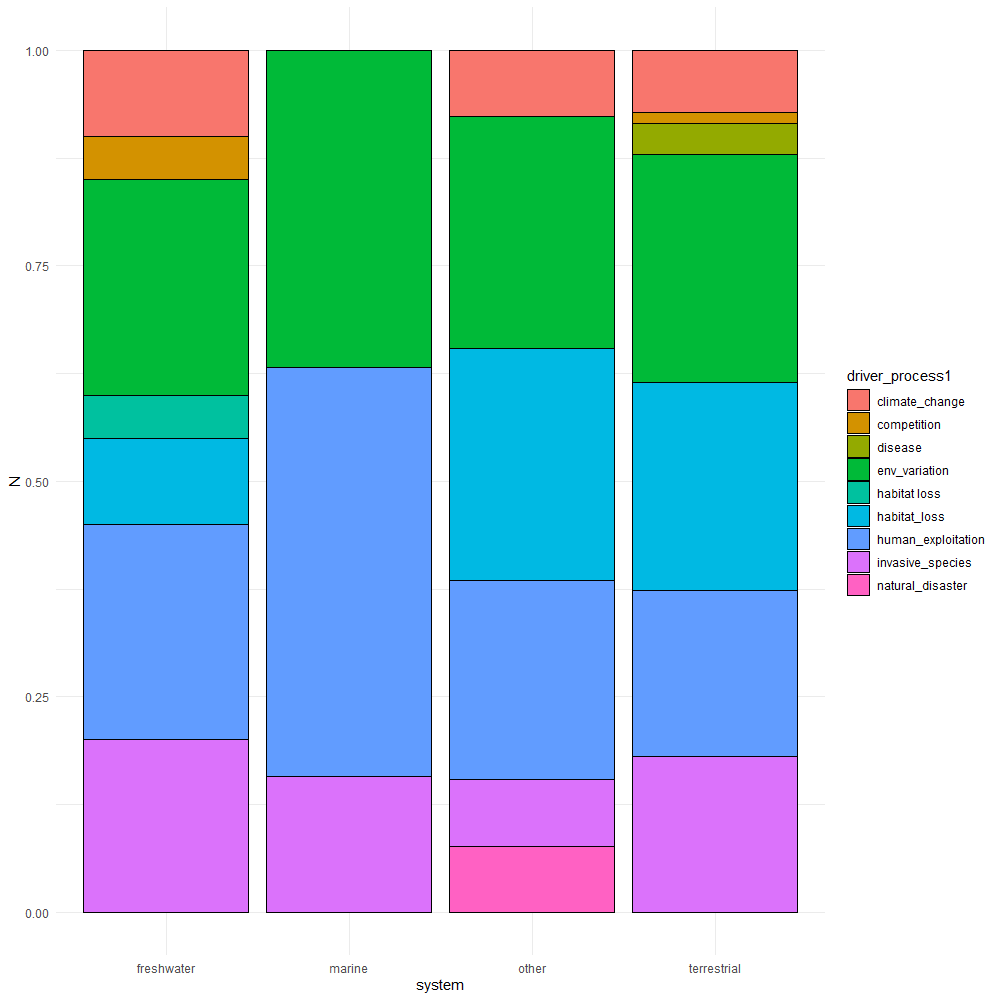 1.00
0.75
0.50
0.25
0.00
N
freshwater
marine
other
terrestrial
system
driver_process1
climate_change
competition
disease
env_variation
habitat loss
habitat_loss
human_exploitation
invasive_species
natural_disaster